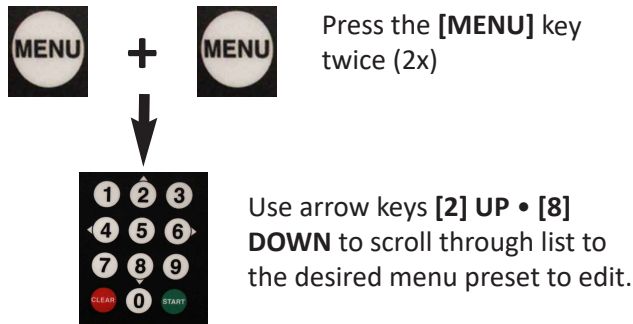 MENU + MENU
Press the [MENU] key
twice (2x)
1 2 3
4 5 6
7 8 9
CLEAR 0 START
Use arrow keys [2] UP • [8]
DOWN to scroll through list to
the desired menu preset to edit.